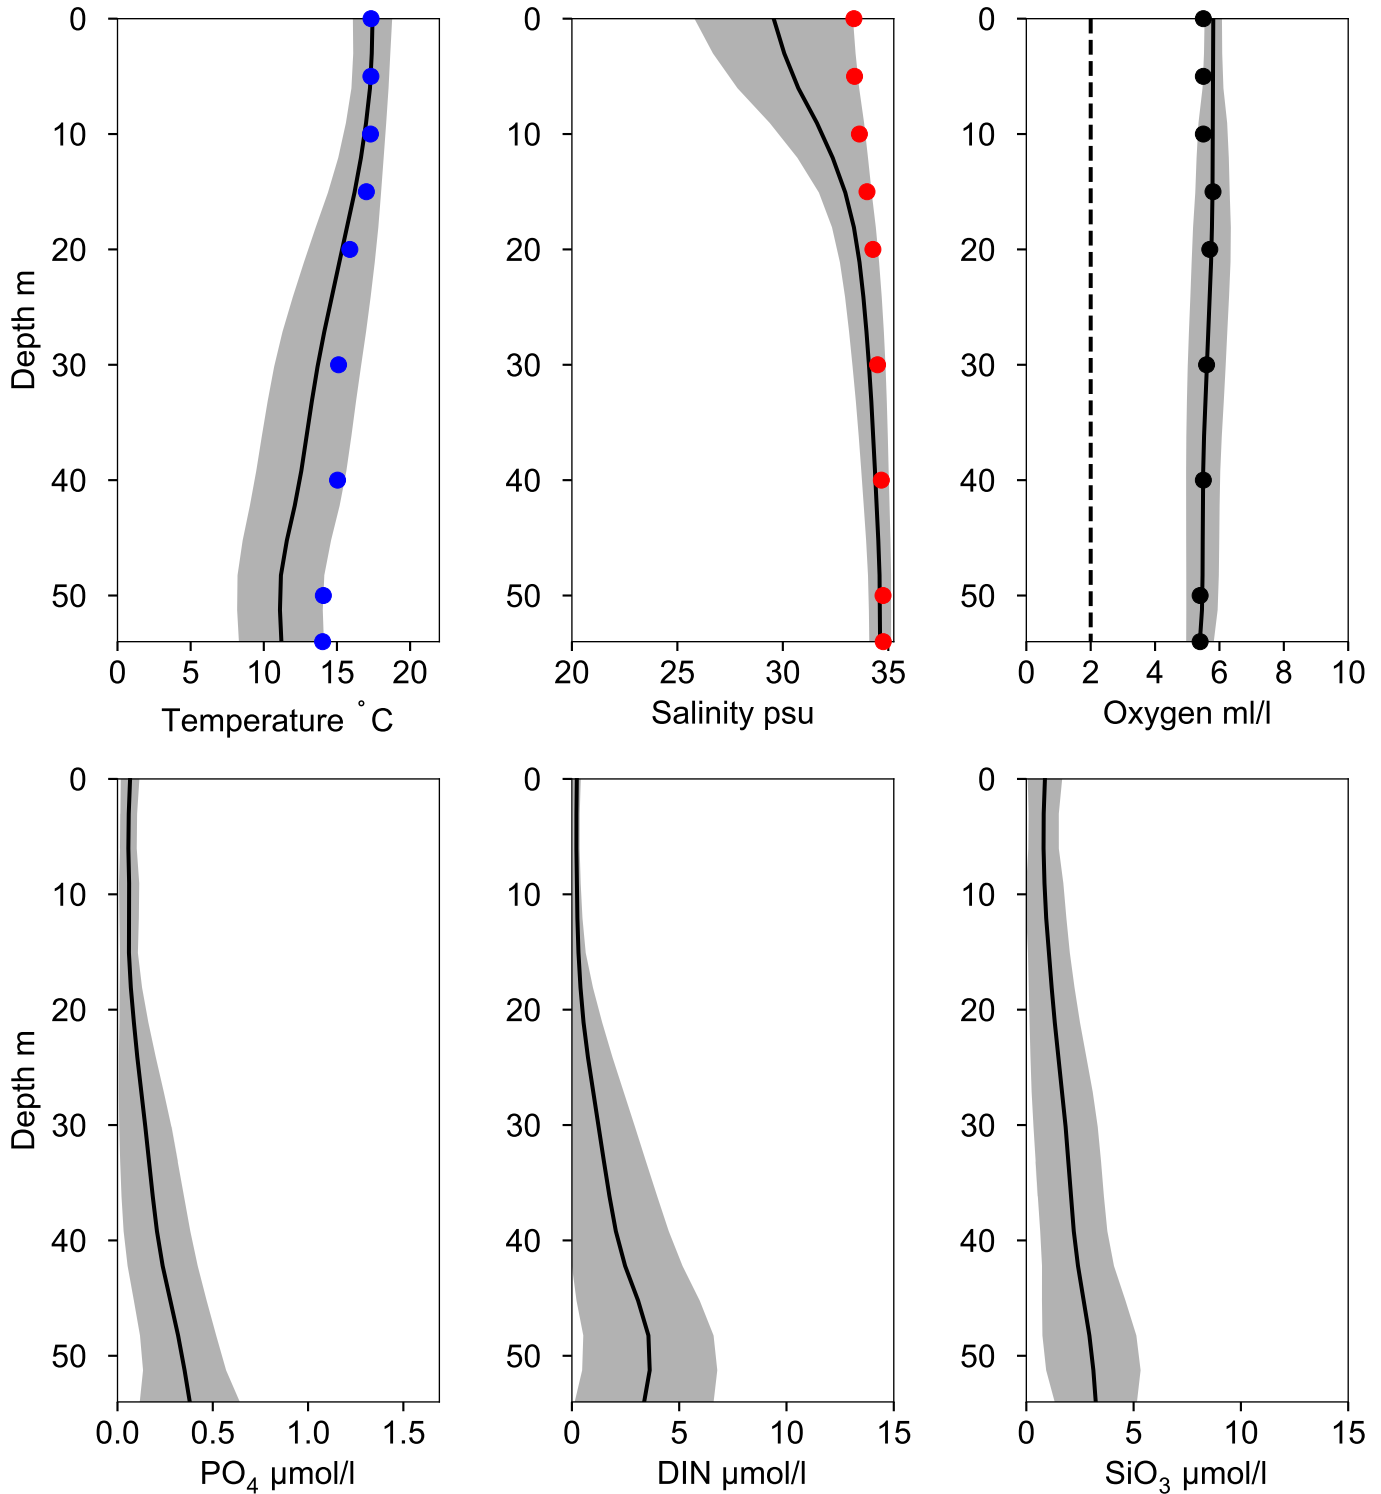 0
10
20
30
40
50
Depth m
0 5 10 15 20
Temperature °C
0
10
20
30
40
50
20 25 30 35
Salinity psu
0
10
20
30
40
50
0 2 4 6 8 10
Oxygen ml/l
0
10
20
30
40
50
Depth m
0.0 0.5 1.0 1.5
PO4 µmol/l
0
10
20
30
40
50
0 5 10 15
DIN µmol/l
0
10
20
30
40
50
0 5 10 15
SiO3 µmol/l